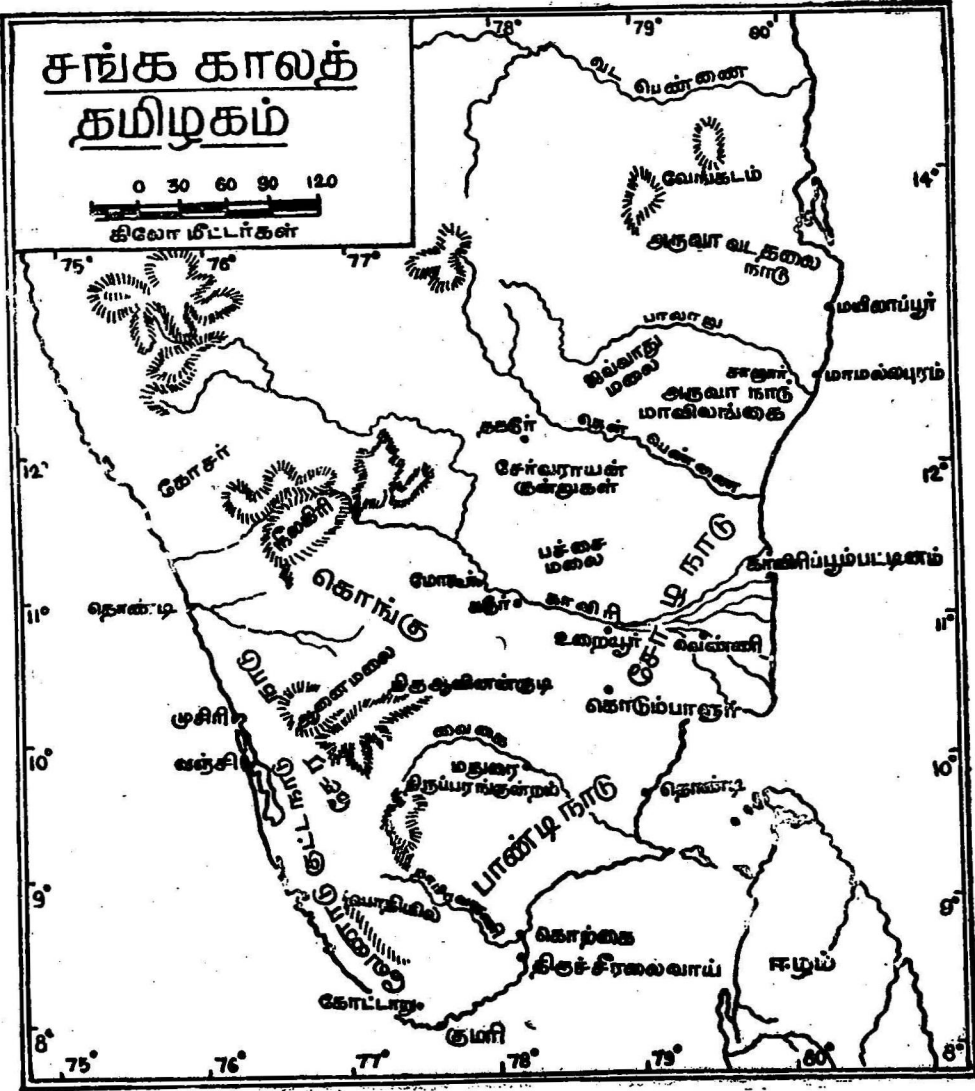 சங்க காலத்
தமிழகம்
0 30 60 90 120
கிலோ மீட்டர்கள்
78° 79° 80°
வட பெண்ணை
வேங்கடம்
14°
அருவா வடதலை
நாடு
75° 76° 77°
மயிலாப்பூர்
பாலாறு
ஐவ்வாது
மலை
மாமல்லபுரம்
அருவா நாடு
மாவிலங்கை
தகடூர்
தென் பெண்ணை
12°
கோசர்
சேர்வராயன்
குன்றுகள்
12°
நீலகிரி
பச்சை
மலை
சோழ நாடு
காவிரிப்பூம்பட்டினம்
கொங்கு
மோகூர்
கரூர்
காவிரி
தொண்டி
11°
11°
உறையூர்
வெண்ணி
ஆனைமலை
கொடும்பாளூர்
முசிரி
சேர நாடு
வைகை
10°
வஞ்சி
மதுரை
திருப்பரங்குன்றம்
10°
தொண்டி
குட்ட நாடு
பாண்டி நாடு
9°
பொதியில்
9°
கொற்கை
திருச்சீரலைவாய்
ஈழம்
கோட்டாறு
குமரி
8°
8°
75° 76° 77° 78° 79° 80°